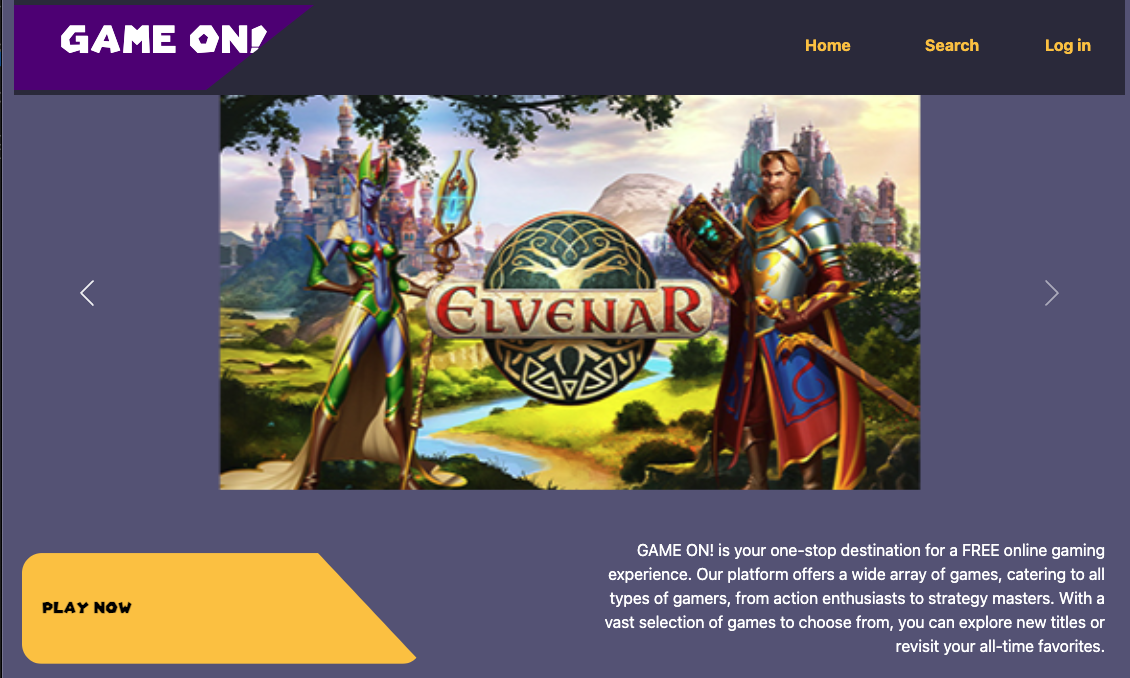 GAME ON!
Home Search Log in
ELVENAR
PLAY NOW
GAME ON! is your one-stop destination for a FREE online gaming
experience. Our platform offers a wide array of games, catering to all
types of gamers, from action enthusiasts to strategy masters. With a
vast selection of games to choose from, you can explore new titles or
revisit your all-time favorites.